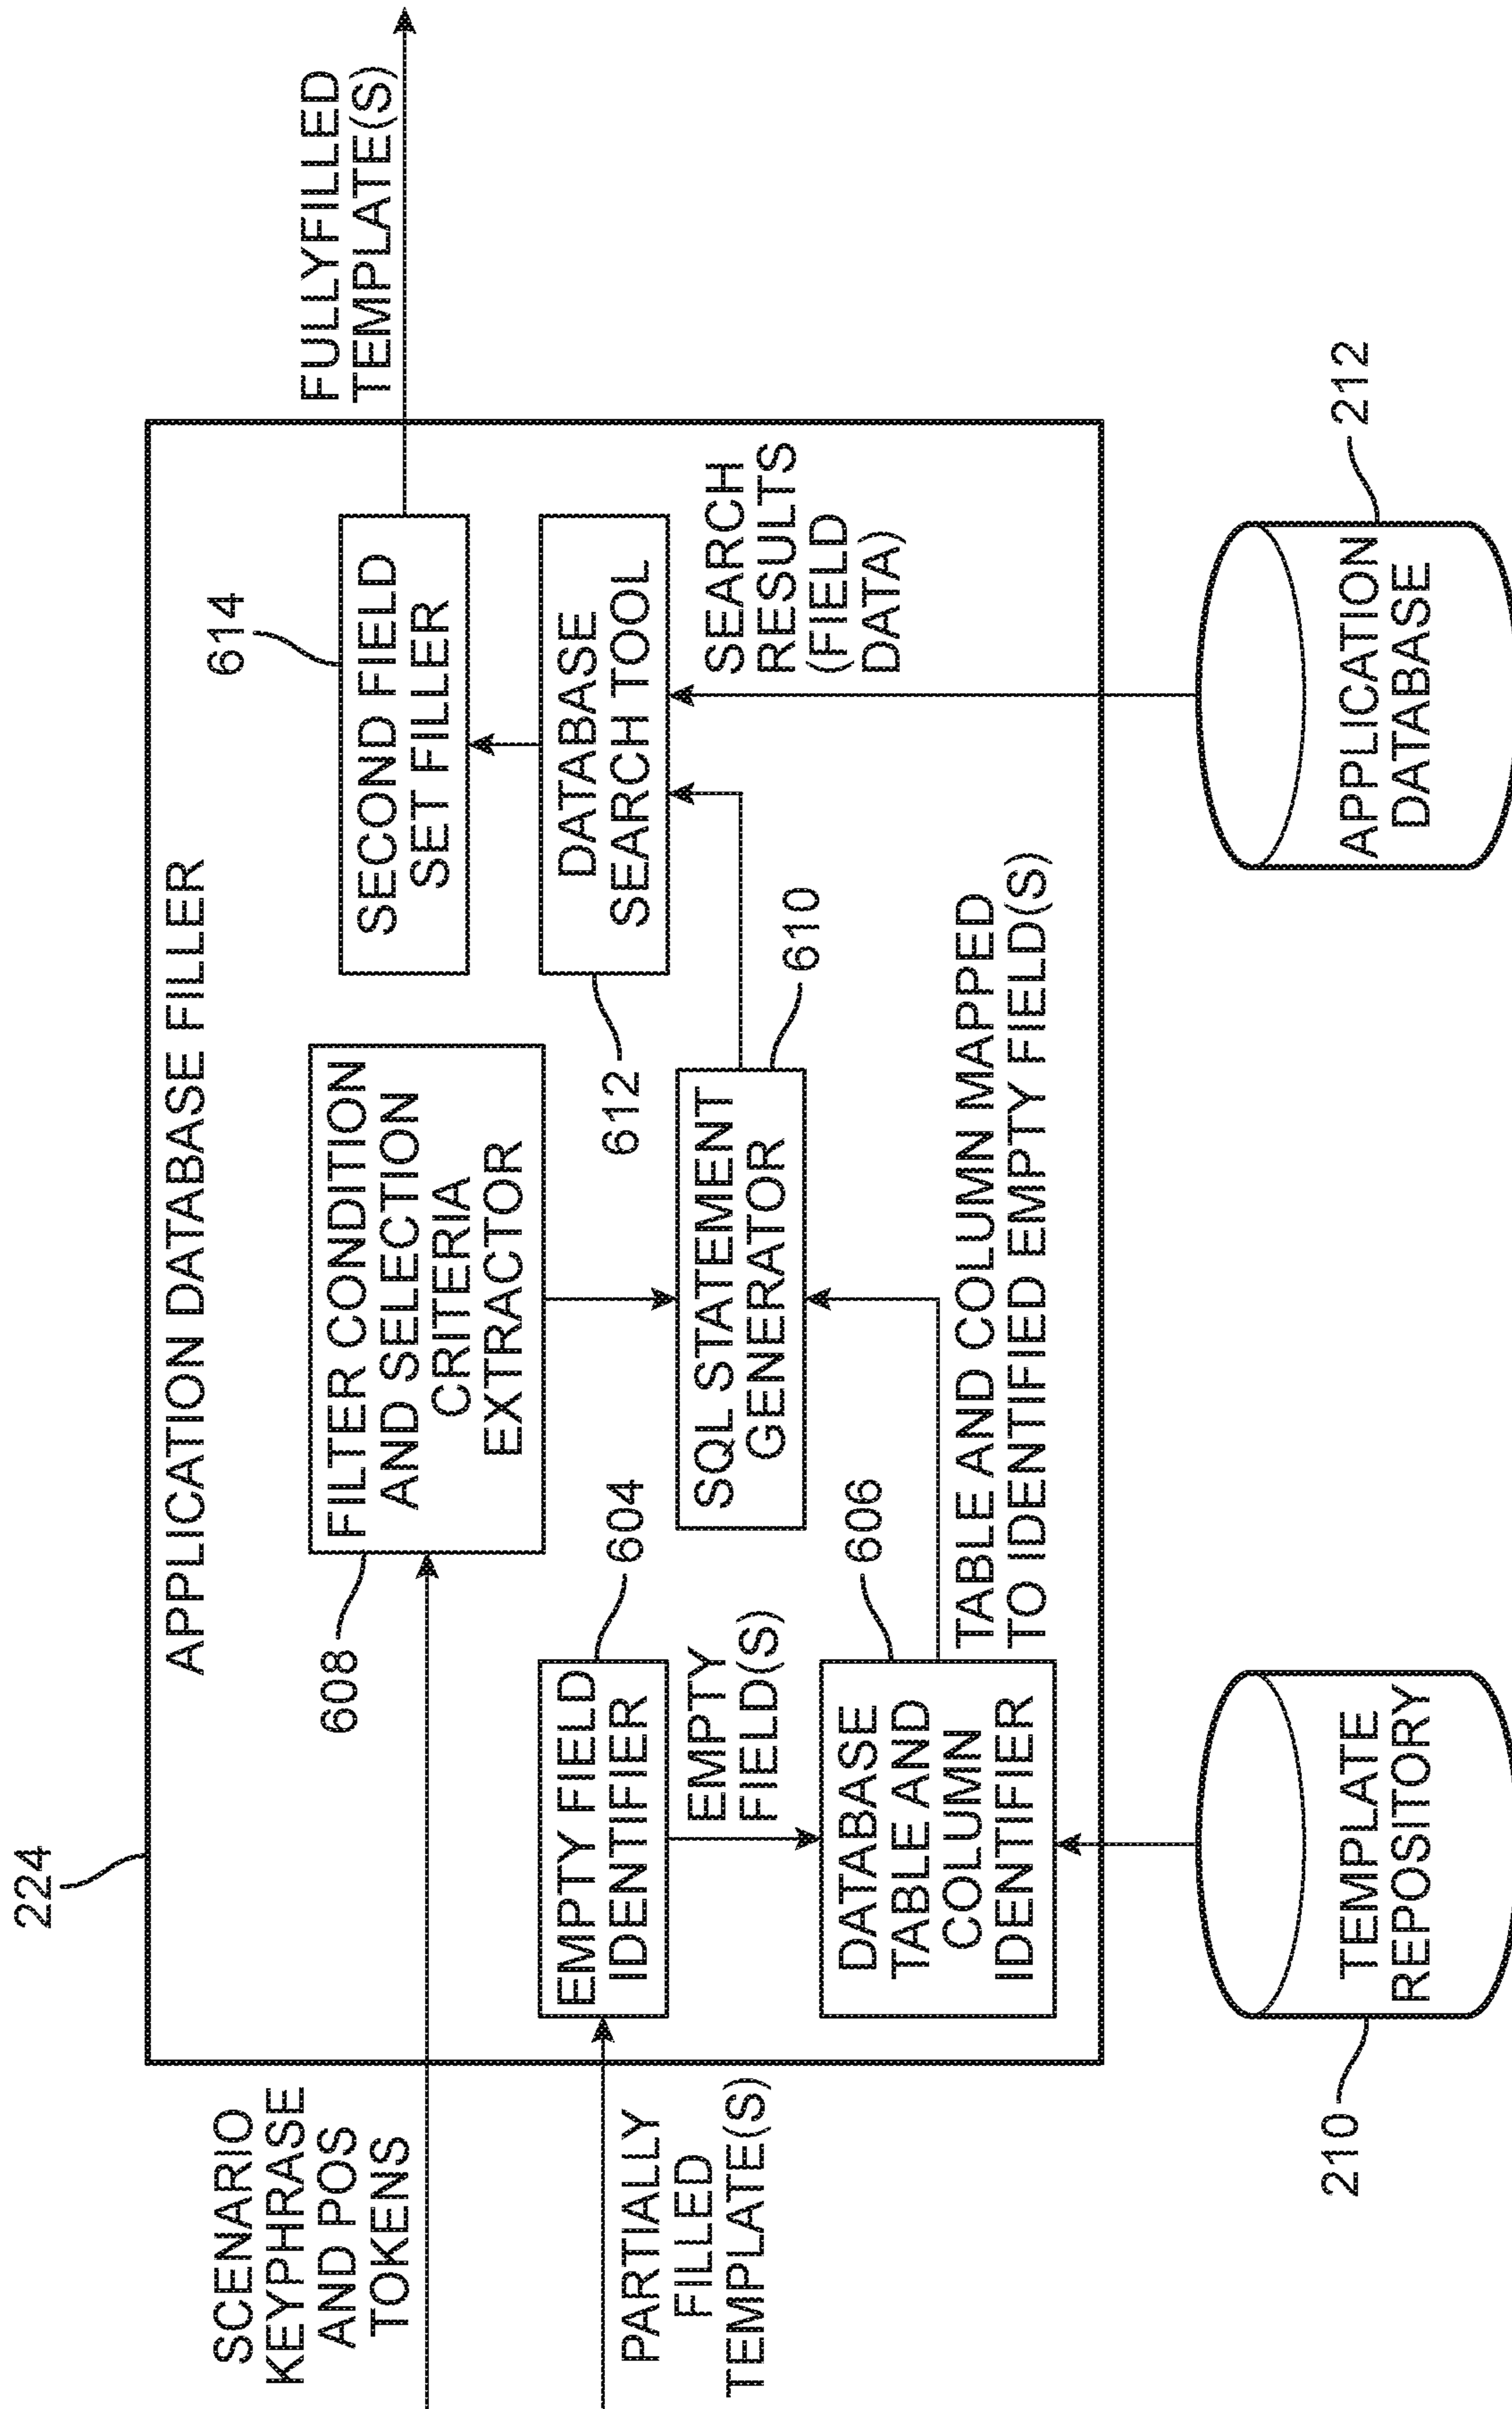 224
APPLICATION DATABASE FILLER
SCENARIO
KEYPHRASE
AND POS
TOKENS
PARTIALLY
FILLED
TEMPLATE(S)
608
FILTER CONDITION
AND SELECTION
CRITERIA
EXTRACTOR
EMPTY FIELD
IDENTIFIER
604
EMPTY
FIELD(S)
DATABASE
TABLE AND
COLUMN
IDENTIFIER
606
SQL STATEMENT
GENERATOR
610
TABLE AND COLUMN MAPPED
TO IDENTIFIED EMPTY FIELD(S)
614
SECOND FIELD
SET FILLER
612
DATABASE
SEARCH TOOL
SEARCH
RESULTS
(FIELD
DATA)
FULLYFILLED
TEMPLATE(S)
210
TEMPLATE
REPOSITORY
APPLICATION
DATABASE
212